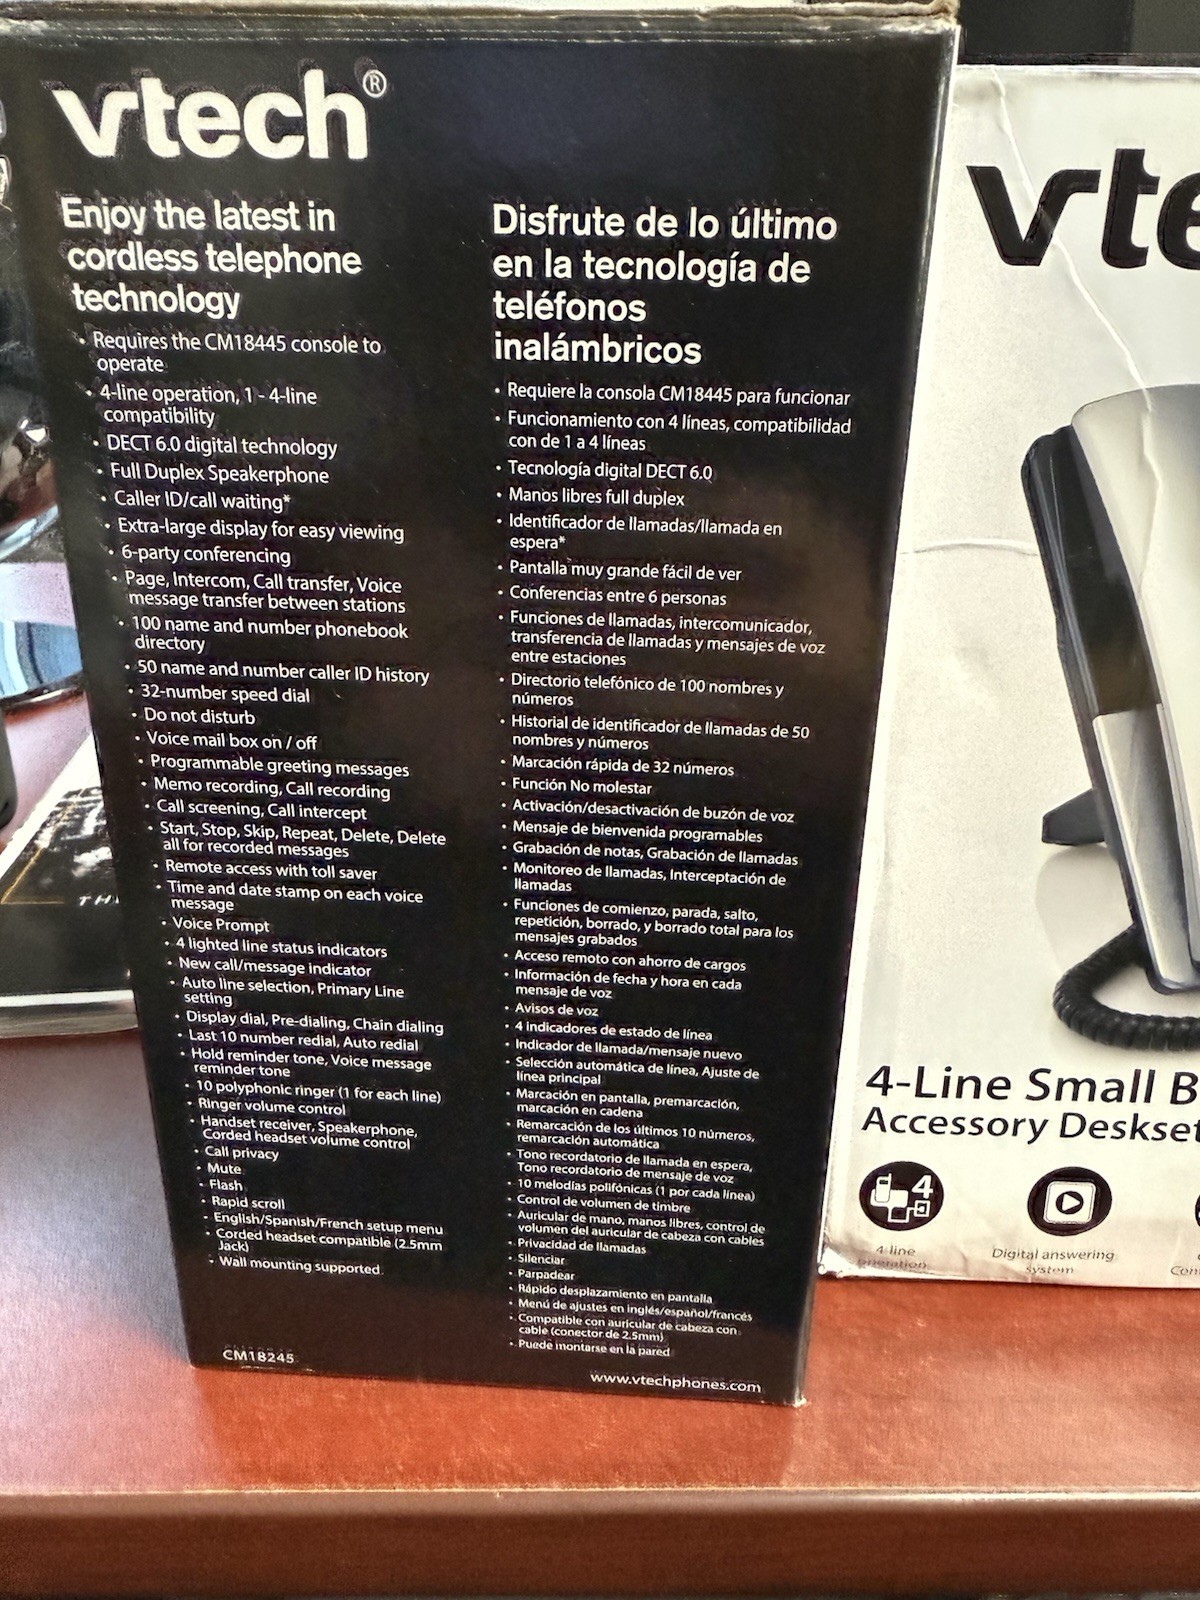 vtech®
Enjoy the latest in
cordless telephone
technology
• Requires the CM18445 console to
operate
• 4-line operation, 1 - 4-line
compatibility
• DECT 6.0 digital technology
• Full Duplex Speakerphone
• Caller ID/call waiting*
• Extra-large display for easy viewing
• 6-party conferencing
• Page, Intercom, Call transfer, Voice
message transfer between stations
• 100 name and number phonebook
directory
• 50 name and number caller ID history
• 32-number speed dial
• Do not disturb
• Voice mail box on / off
• Programmable greeting messages
• Memo recording, Call recording
• Call screening, Call intercept
• Start, Stop, Skip, Repeat, Delete, Delete
all for recorded messages
• Remote access with toll saver
• Time and date stamp on each voice
message
• Voice Prompt
• 4 lighted line status indicators
• New call/message indicator
• Auto line selection, Primary Line
setting
• Display dial, Pre-dialing, Chain dialing
• Last 10 number redial, Auto redial
• Hold reminder tone, Voice message
reminder tone
• 10 polyphonic ringer (1 for each line)
• Ringer volume control
• Handset receiver, Speakerphone,
Corded headset volume control
• Call privacy
• Mute
• Flash
• Rapid scroll
• English/Spanish/French setup menu
• Corded headset compatible (2.5mm
Jack)
• Wall mounting supported
CM18245
Disfrute de lo último
en la tecnología de
teléfonos
inalámbricos
• Requiere la consola CM18445 para funcionar
• Funcionamiento con 4 líneas, compatibilidad
con de 1 a 4 líneas
• Tecnología digital DECT 6.0
• Manos libres full duplex
• Identificador de llamadas/llamada en
espera*
• Pantalla muy grande fácil de ver
• Conferencias entre 6 personas
• Funciones de llamadas, intercomunicador,
transferencia de llamadas y mensajes de voz
entre estaciones
• Directorio telefónico de 100 nombres y
números
• Historial de identificador de llamadas de 50
nombres y números
• Marcación rápida de 32 números
• Función No molestar
• Activación/desactivación de buzón de voz
• Mensaje de bienvenida programables
• Grabación de notas, Grabación de llamadas
• Monitoreo de llamadas, Interceptación de
llamadas
• Funciones de comienzo, parada, salto,
repetición, borrado, y borrado total para los
mensajes grabados
• Acceso remoto con ahorro de cargos
• Información de fecha y hora en cada
mensaje de voz
• Avisos de voz
• 4 indicadores de estado de línea
• Indicador de llamada/mensaje nuevo
• Selección automática de línea, Ajuste de
línea principal
• Marcación en pantalla, premarcación,
marcación en cadena
• Remarcación de los últimos 10 números,
remarcación automática
• Tono recordatorio de llamada en espera,
Tono recordatorio de mensaje de voz
• 10 melodías polifónicas (1 por cada línea)
• Control de volumen de timbre
• Auricular de mano, manos libres, control de
volumen del auricular de cabeza con cables
• Privacidad de llamadas
• Silenciar
• Parpadear
• Rápido desplazamiento en pantalla
• Menú de ajustes en inglés/español/francés
• Compatible con auricular de cabeza con
cable (conector de 2.5mm)
• Puede montarse en la pared
www.vtechphones.com
vte
4-Line Small B
Accessory Deskset
4
4 line
operation
Digital answering
system